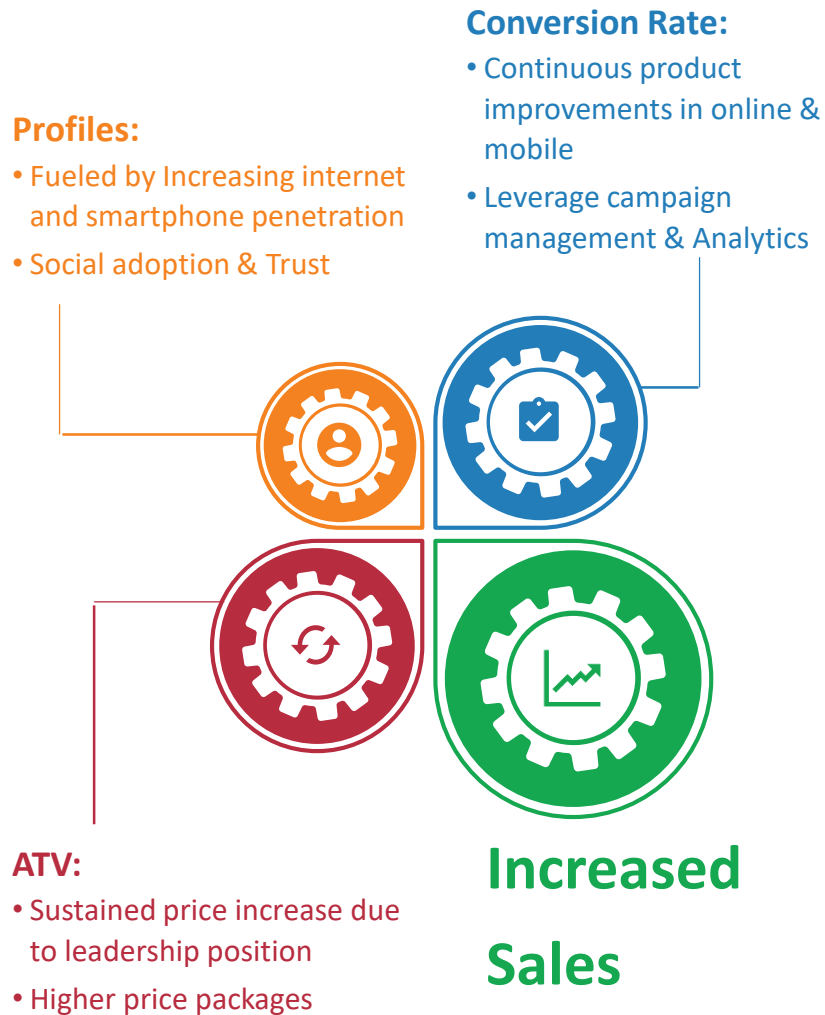 Conversion Rate:
• Continuous product
improvements in online &
mobile
• Leverage campaign
management & Analytics
Profiles:
• Fueled by Increasing internet
and smartphone penetration
• Social adoption & Trust
ATV:
• Sustained price increase due
to leadership position
• Higher price packages
Increased
Sales